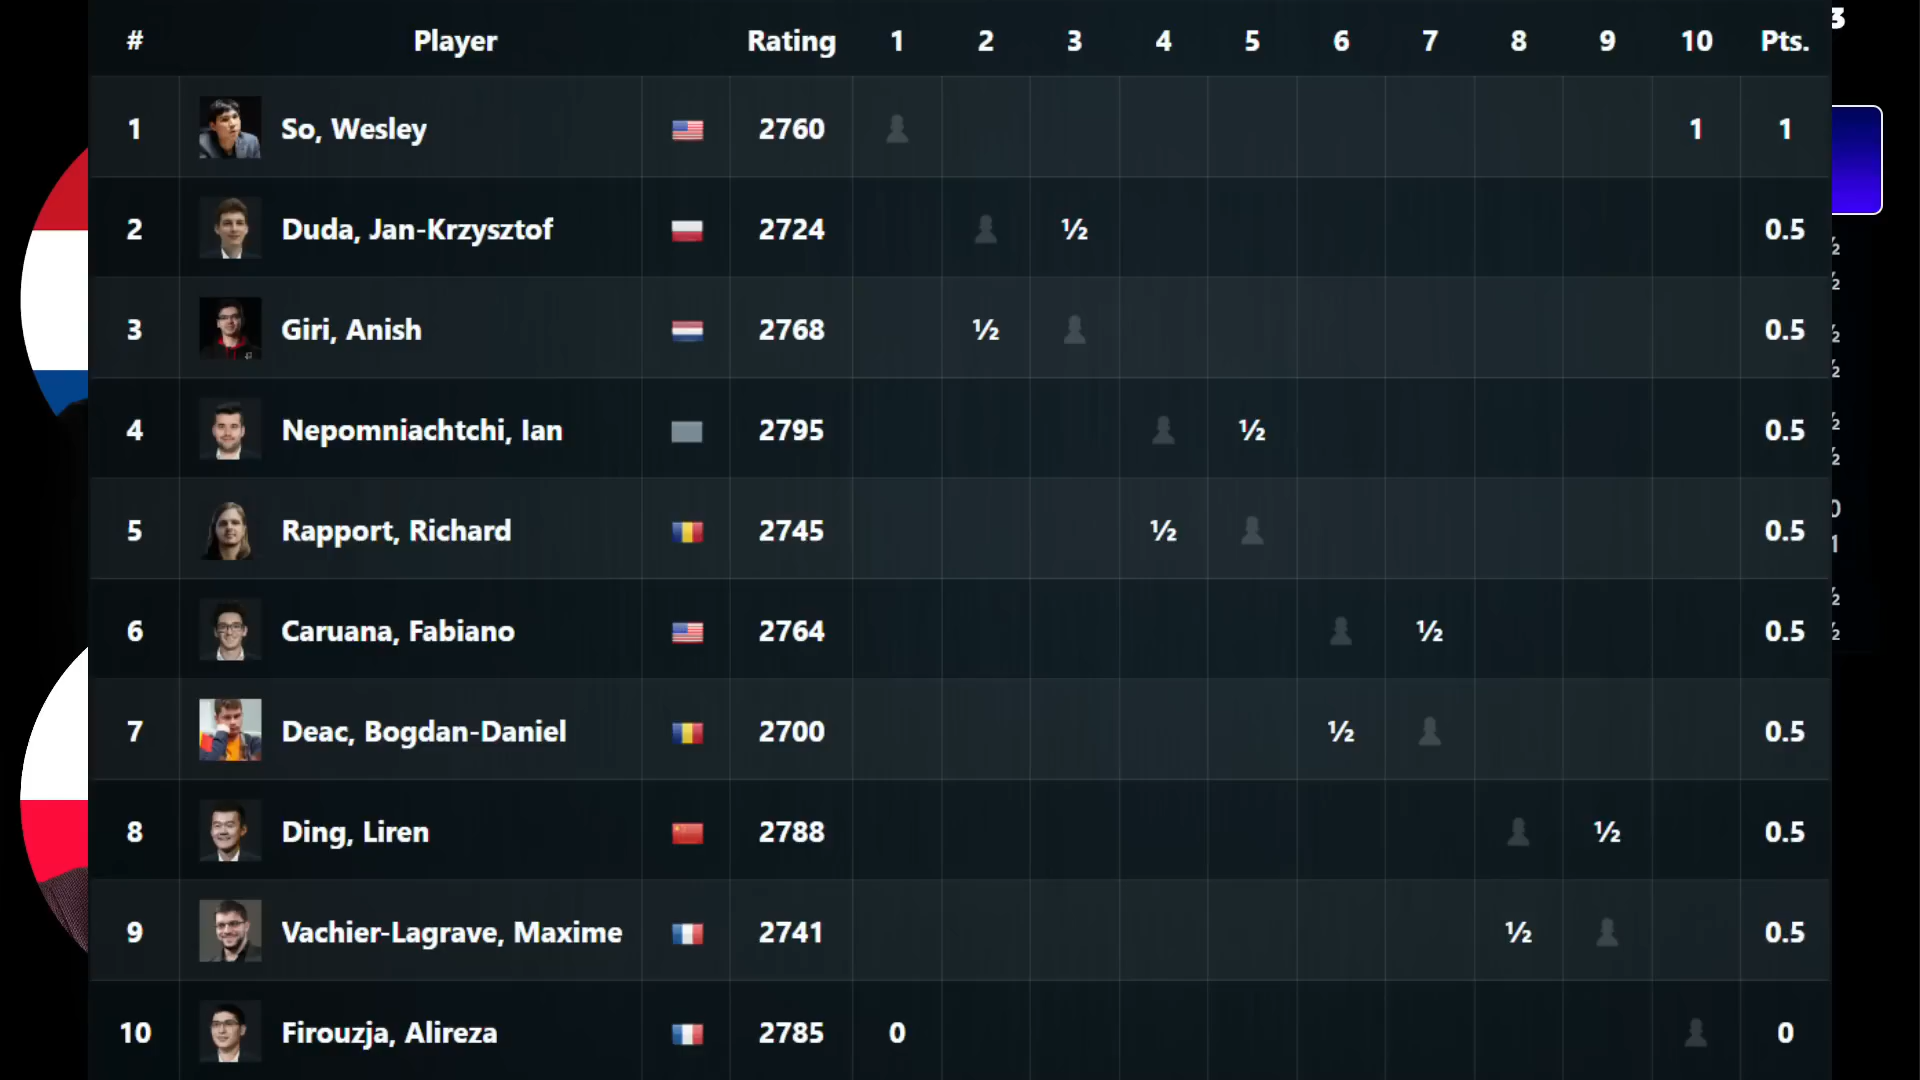 # Player Rating 1 2 3 4 5 6 7 8 9 10 Pts.
1 So, Wesley 2760 1 1
2 Duda, Jan-Krzysztof 2724 ½ 0.5
3 Giri, Anish 2768 ½ 0.5
4 Nepomniachtchi, Ian 2795 ½ 0.5
5 Rapport, Richard 2745 ½ 0.5
6 Caruana, Fabiano 2764 ½ 0.5
7 Deac, Bogdan-Daniel 2700 ½ 0.5
8 Ding, Liren 2788 ½ 0.5
9 Vachier-Lagrave, Maxime 2741 ½ 0.5
10 Firouzja, Alireza 2785 0 0